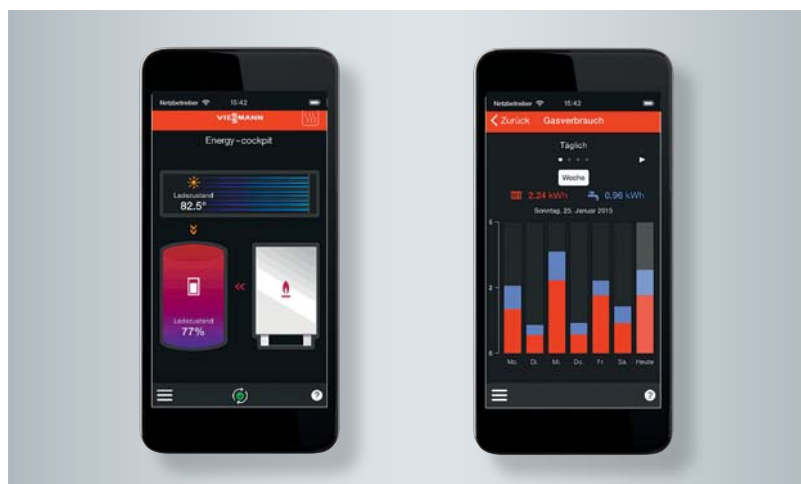 Netzbetreiber 15:42
VIESMANN
Energy-cockpit
Ladezustand
82.5°
Ladezustand
77%
?
Netzbetreiber 15:42
Zurück Gasverbrauch
Täglich
Woche
2.24 kWh 0.96 kWh
Sonntag, 25. Januar 2015
2
Mo. Di. Mi. Do. Fr. Sa. Heute
?